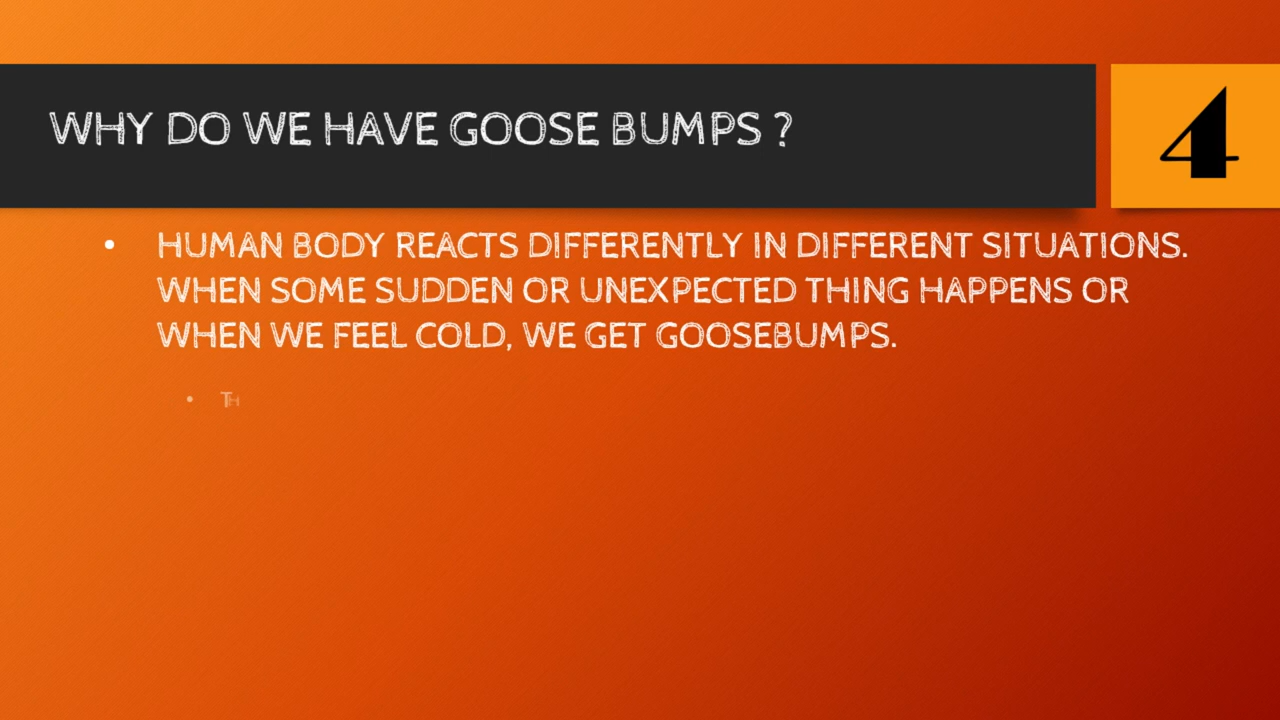 WHY DO WE HAVE GOOSE BUMPS ?
4
• HUMAN BODY REACTS DIFFERENTLY IN DIFFERENT SITUATIONS.
WHEN SOME SUDDEN OR UNEXPECTED THING HAPPENS OR
WHEN WE FEEL COLD, WE GET GOOSEBUMPS.
• TH